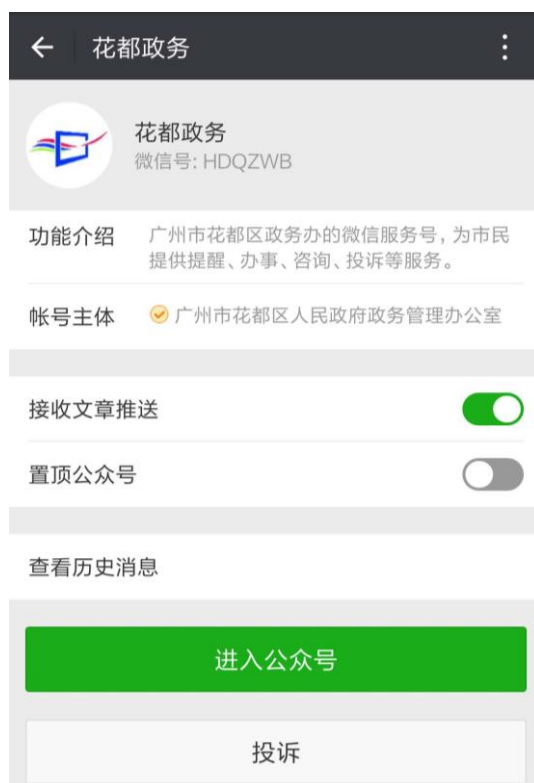 花都政务
花都政务
微信号: HDQZWB
功能介绍
广州市花都区政务办的微信服务号，为市民
提供提醒、办事、咨询、投诉等服务。
帐号主体
广州市花都区人民政府政务管理办公室
接收文章推送
置顶公众号
查看历史消息
进入公众号
投诉